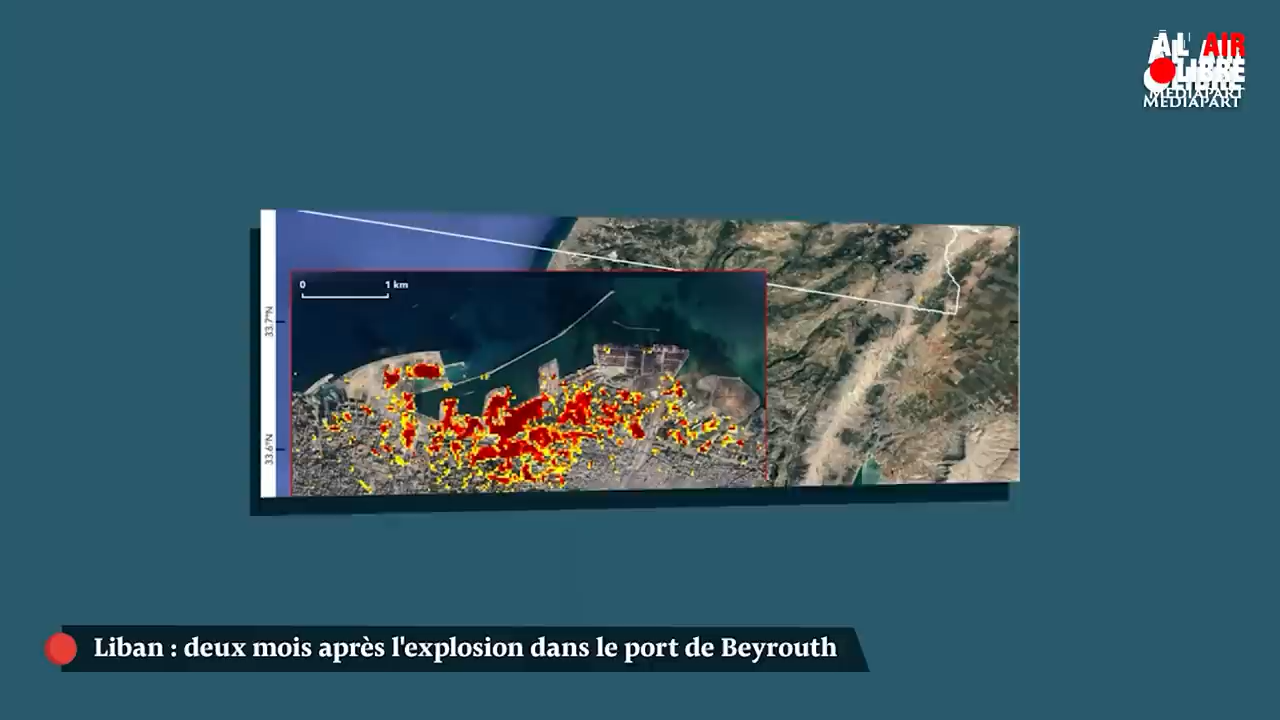 À L'AIR
LIBRE
MEDIAPART
0 1 km
33.7°N
33.6°N
Liban : deux mois après l'explosion dans le port de Beyrouth